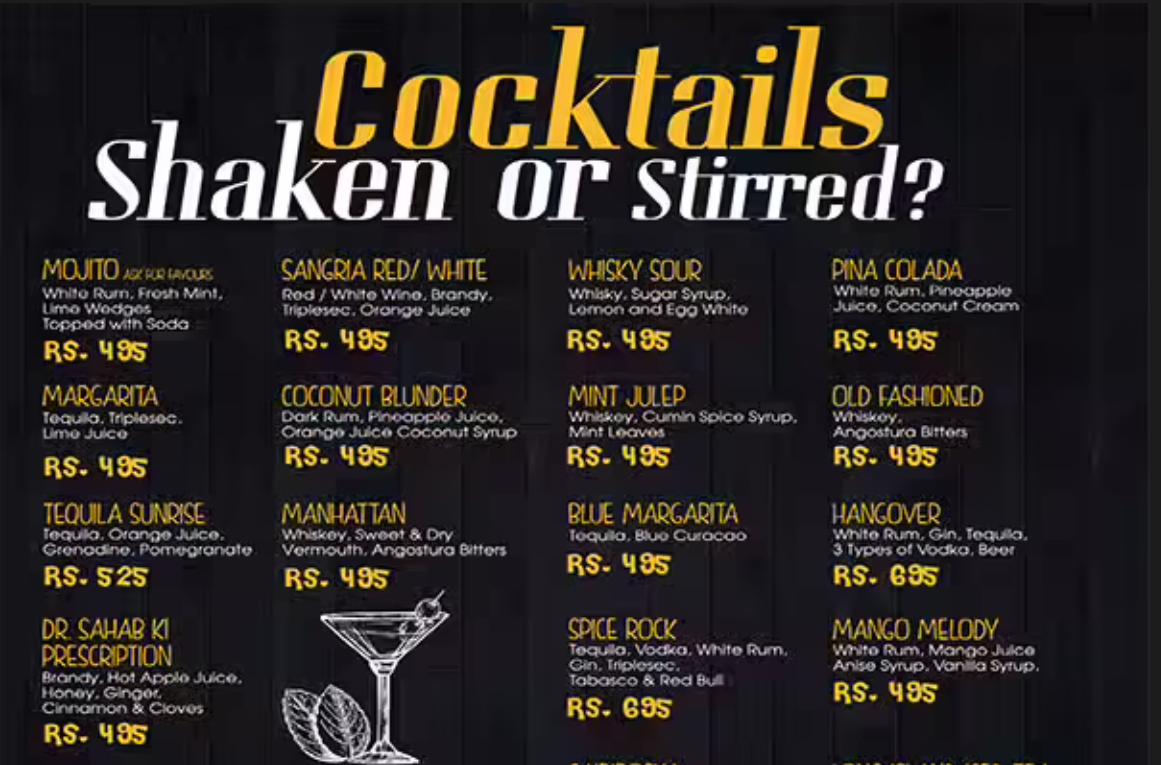 Cocktails
Shaken or Stirred?
MOJITO ASK FOR FAVOURS
White Rum, Fresh Mint,
Lime Wedges
Topped with Soda
RS. 495
MARGARITA
Tequila, Triplesec,
Lime Juice
RS. 495
TEQUILA SUNRISE
Tequila, Orange Juice,
Grenadine, Pomegranate
RS. 525
DR. SAHAB KI
PRESCRIPTION
Brandy, Hot Apple Juice,
Honey, Ginger,
Cinnamon & Cloves
RS. 495
SANGRIA RED/ WHITE
Red / White Wine, Brandy,
Triplesec, Orange Juice
RS. 495
COCONUT BLUNDER
Dark Rum, Pineapple Juice,
Orange Juice Coconut Syrup
RS. 495
MANHATTAN
Whiskey, Sweet & Dry
Vermouth, Angostura Bitters
RS. 495
WHISKY SOUR
Whisky, Sugar Syrup,
Lemon and Egg White
RS. 495
MINT JULEP
Whiskey, Cumin Spice Syrup,
Mint Leaves
RS. 495
BLUE MARGARITA
Tequila, Blue Curacao
RS. 495
SPICE ROCK
Tequila, Vodka, White Rum,
Gin, Triplesec,
Tabasco & Red Bull
RS. 695
PINA COLADA
White Rum, Pineapple
Juice, Coconut Cream
RS. 495
OLD FASHIONED
Whiskey,
Angostura Bitters
RS. 495
HANGOVER
White Rum, Gin, Tequila,
3 Types of Vodka, Beer
RS. 695
MANGO MELODY
White Rum, Mango Juice
Anise Syrup, Vanilla Syrup,
RS. 495